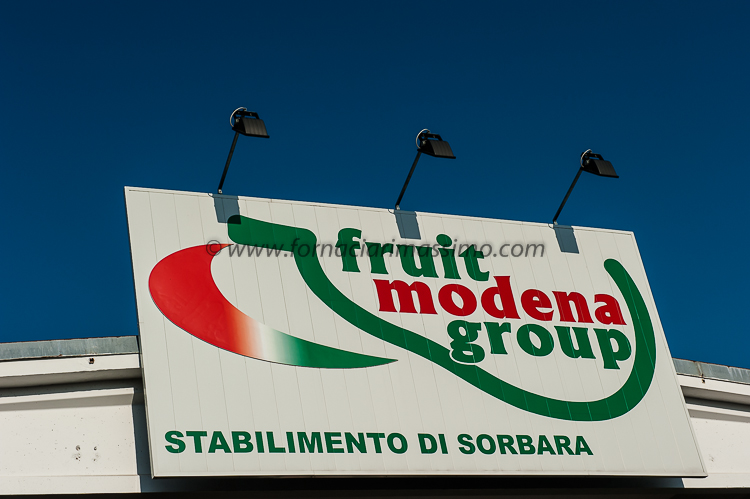 © www.fornaciarimassimo.com
fruit
modena
group
STABILIMENTO DI SORBARA